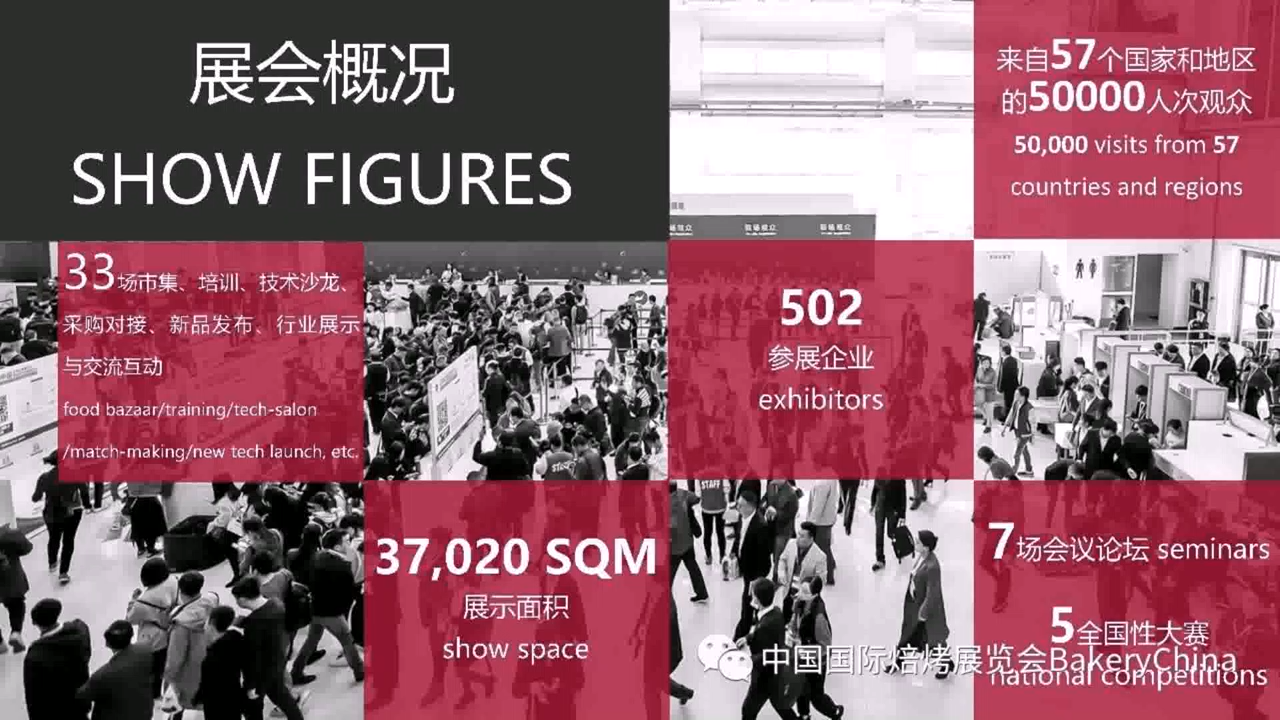 展会概况
SHOW FIGURES
来自57个国家和地区
的50000人次观众
50,000 visits from 57
countries and regions
33场市集、培训、技术沙龙、
采购对接、新品发布、行业展示
与交流互动
food bazaar/training/tech-salon
/match-making/new tech launch, etc.
502
参展企业
exhibitors
37,020 SQM
展示面积
show space
7场会议论坛 seminars
5全国性大赛
national competitions
中国国际焙烤展览会BakeryChina
STAFF